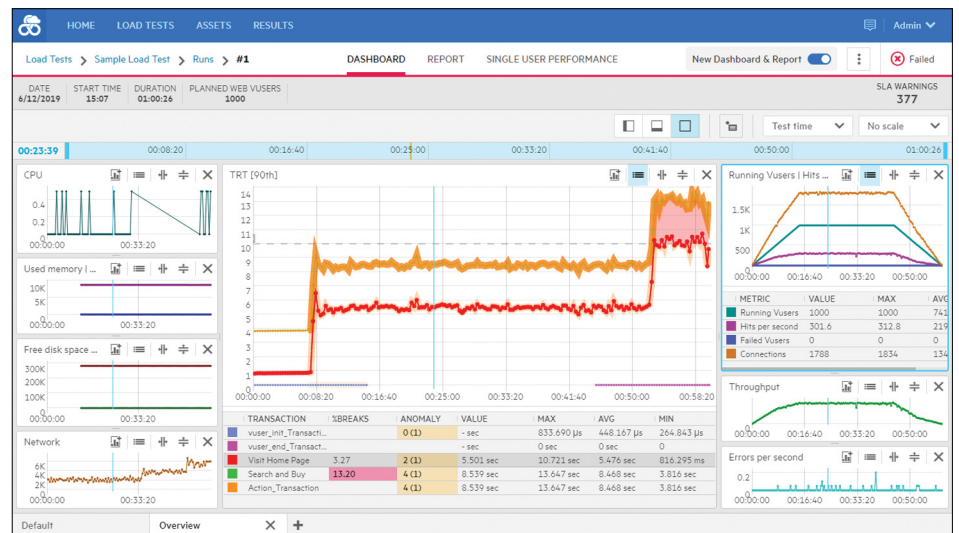 HOME LOAD TESTS ASSETS RESULTS Admin
Load Tests > Sample Load Test > Runs > #1 DASHBOARD REPORT SINGLE USER PERFORMANCE New Dashboard & Report Failed
DATE START TIME DURATION PLANNED WEB VUSERS SLA WARNINGS
6/12/2019 15:07 01:00:26 1000 377
Test time No scale
00:23:39 00:08:20 00:16:40 00:25:00 00:33:20 00:41:40 00:50:00 01:00:26
CPU
0.4
0.2
0
00:00:00 00:33:20
Used memory | ...
10K
5K
0
00:00:00 00:33:20
Free disk space ...
300K
200K
100K
0
00:00:00 00:33:20
Network
6K
4K
2K
0
00:00:00 00:33:20
TRT [90th]
14
13
12
11
10
9
8
7
6
5
4
3
2
1
00:00:00 00:08:20 00:16:40 00:25:00 00:33:20 00:41:40 00:50:00 00:58:20
TRANSACTION %BREAKS ANOMALY VALUE MAX AVG MIN
vuser_init_Transacti... 0 (1) - sec 833.690 µs 448.167 µs 264.843 µs
vuser_end_Transact... - sec 0 sec 0 sec 0
Visit Home Page 3.27 2 (1) 5.501 sec 10.721 sec 5.476 sec 816.295 ms
Search and Buy 13.20 4 (1) 8.539 sec 13.647 sec 8.468 sec 3.816 sec
Action_Transaction 4 (1) 8.539 sec 13.647 sec 8.468 sec 3.816 sec
Running Vusers | Hits ...
1.5K
1K
500
0
00:00:00 00:16:40 00:33:20 00:50:00
METRIC VALUE MAX AVG
Running Vusers 1000 1000 741
Hits per second 301.6 312.8 219
Failed Vusers 0 0 0
Connections 1788 1834 134
Throughput
0
00:00:00 00:16:40 00:33:20 00:50:00
Errors per second
0.2
0
00:00:00 00:16:40 00:33:20 00:50:00
Default Overview